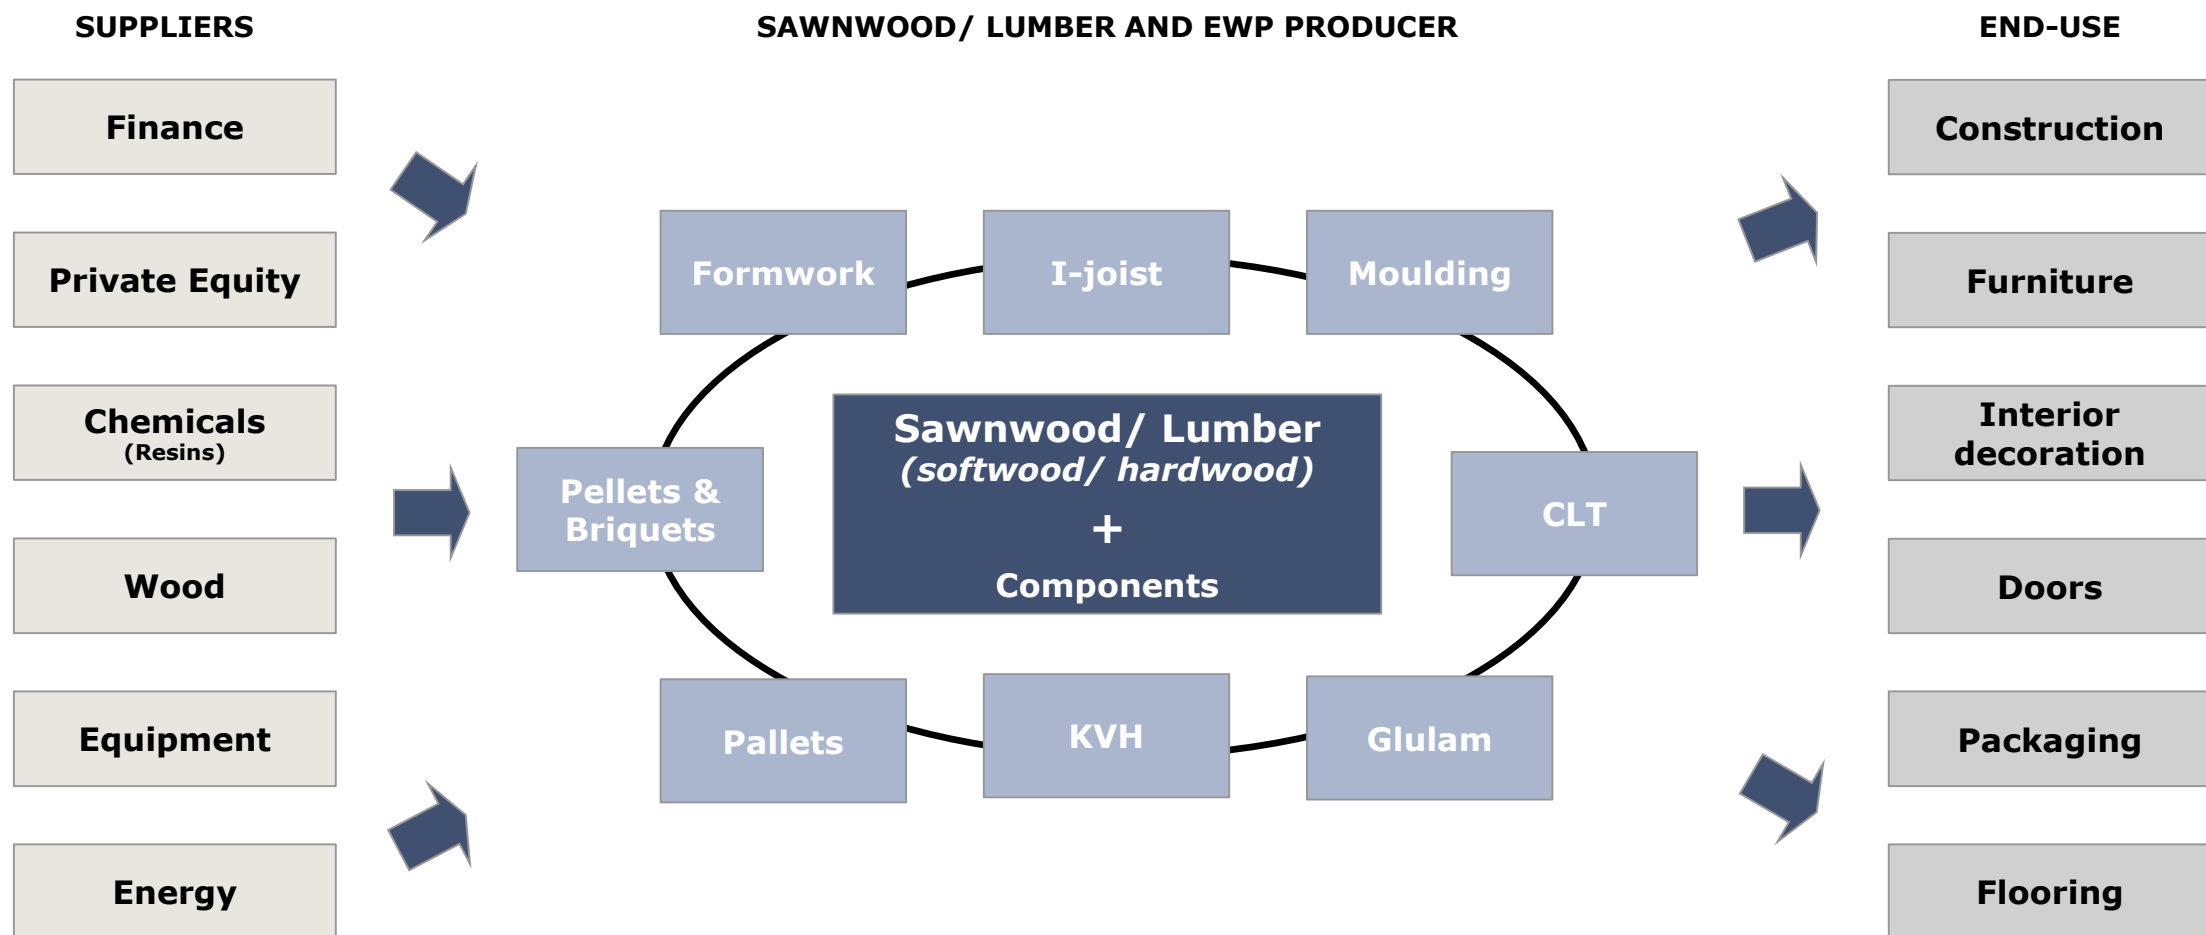 SUPPLIERS
SAWNWOOD/ LUMBER AND EWP PRODUCER
END-USE
Finance
Private Equity
Chemicals
(Resins)
Wood
Equipment
Energy
Formwork
I-joist
Moulding
Pellets &
Briquets
Sawnwood/ Lumber
(softwood/ hardwood)
+
Components
CLT
Pallets
KVH
Glulam
Construction
Furniture
Interior
decoration
Doors
Packaging
Flooring